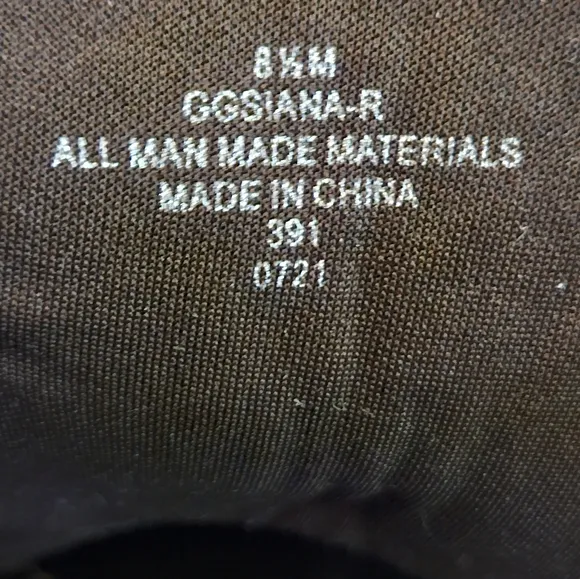 8½M
GGSIANA-R
ALL MAN MADE MATERIALS
MADE IN CHINA
391
0721